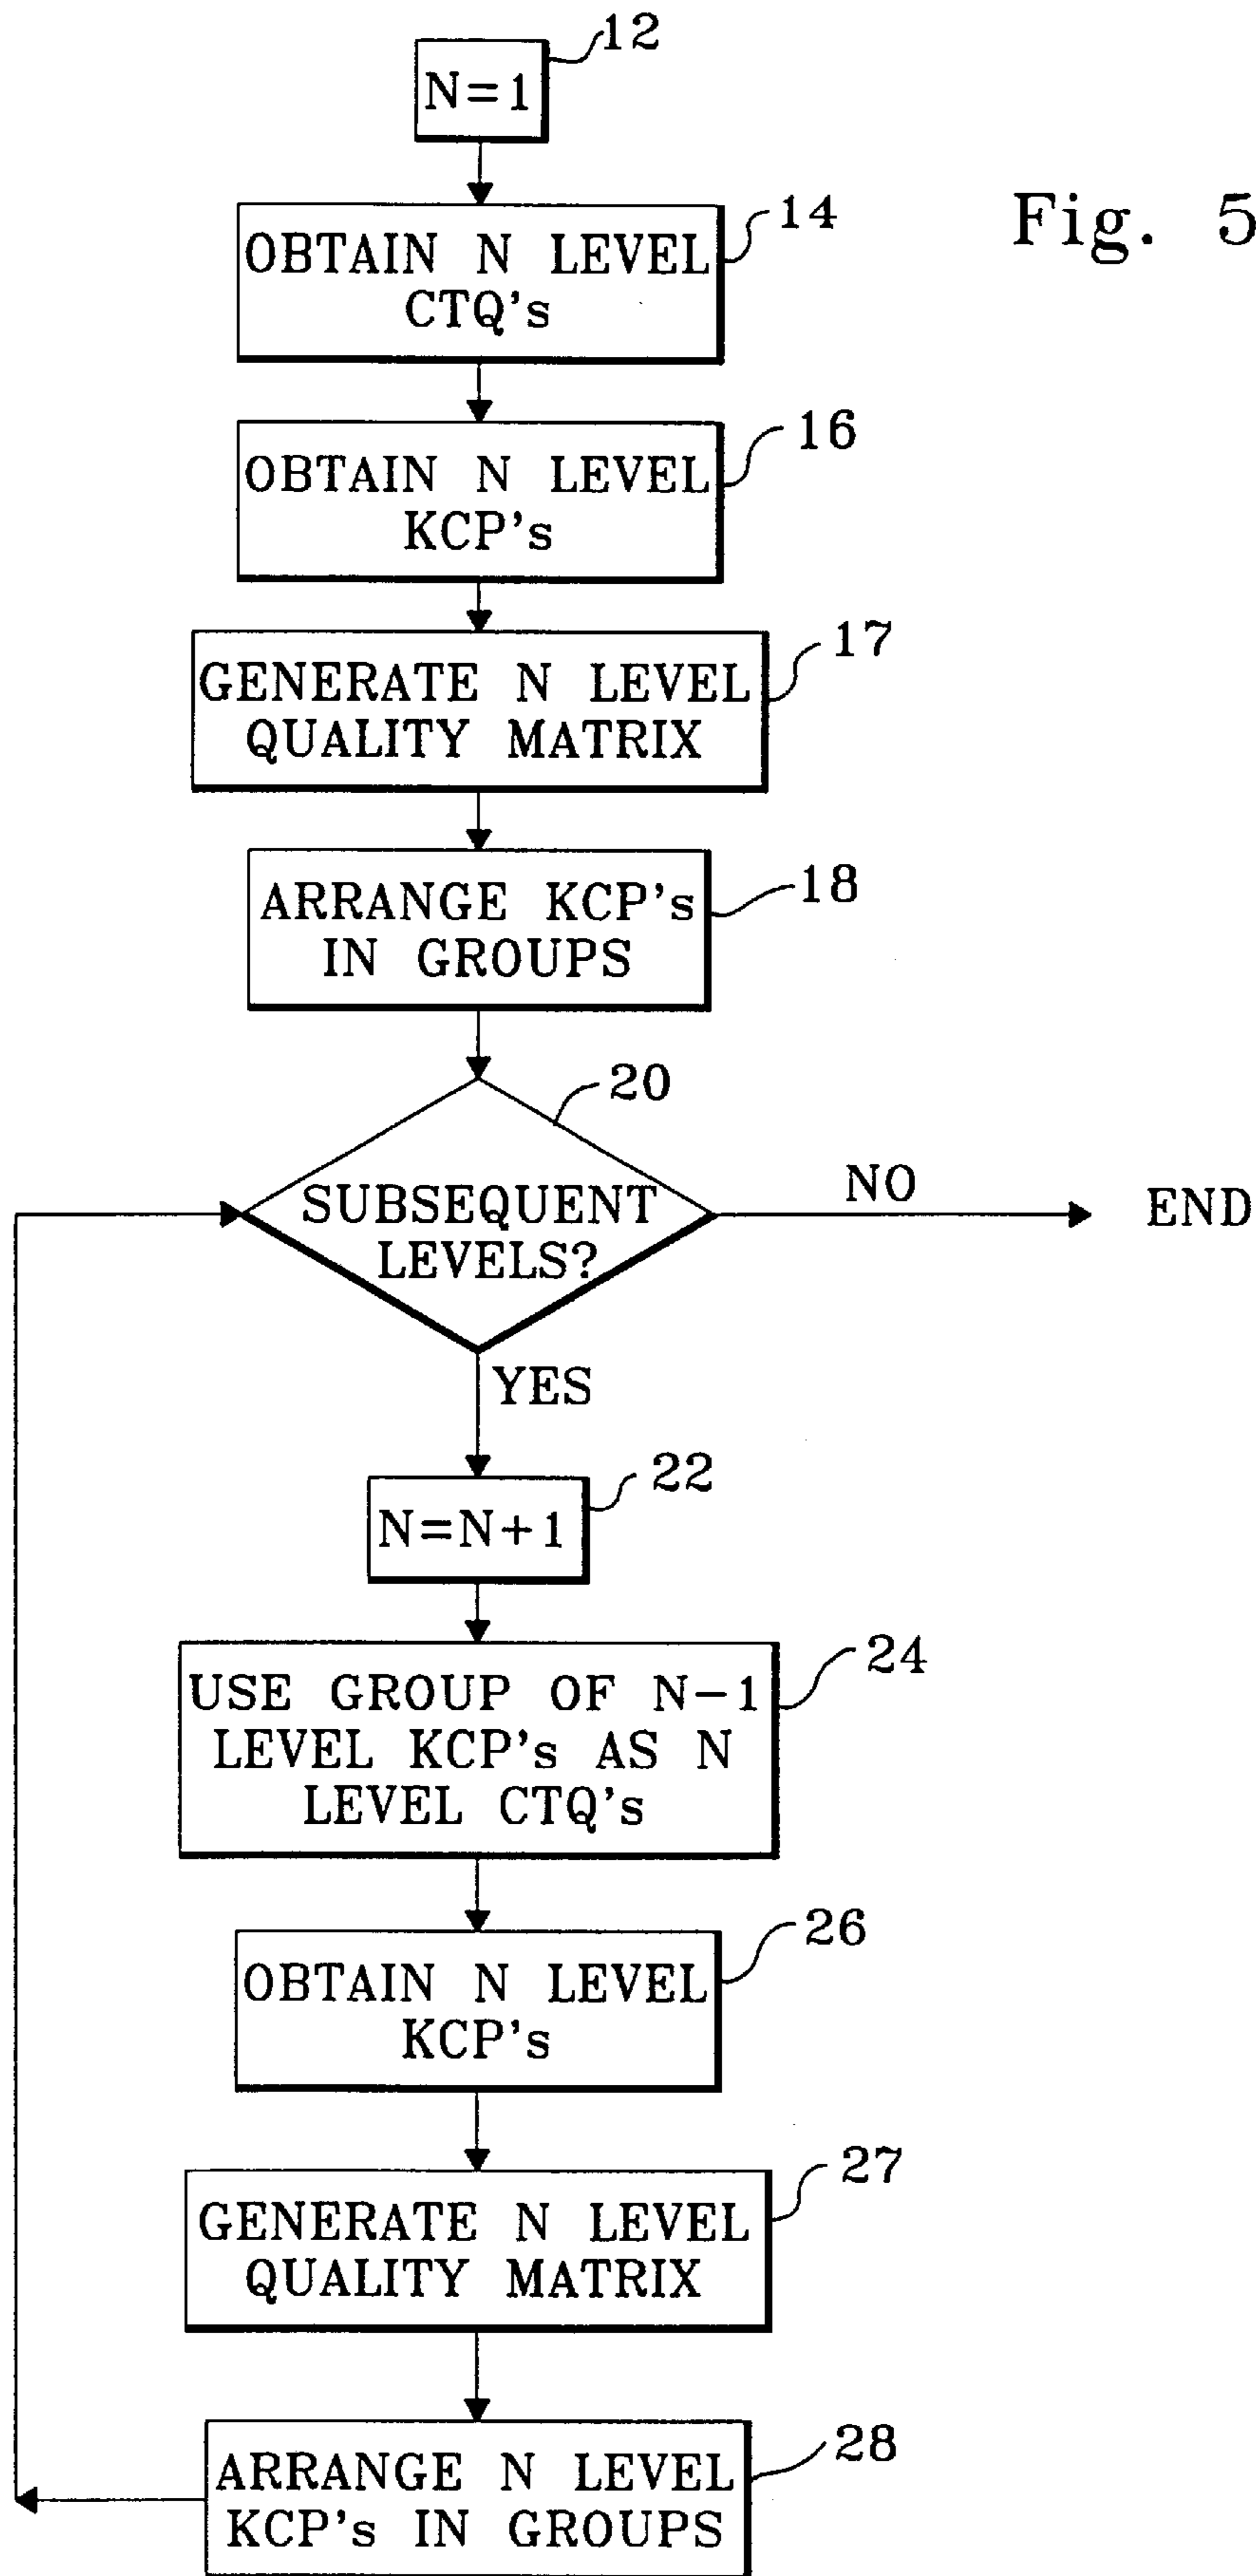 12
N=1
Fig. 5
14
OBTAIN N LEVEL
CTQ's
16
OBTAIN N LEVEL
KCP's
17
GENERATE N LEVEL
QUALITY MATRIX
18
ARRANGE KCP's
IN GROUPS
20
SUBSEQUENT
LEVELS?
NO
END
YES
22
N=N+1
24
USE GROUP OF N-1
LEVEL KCP's AS N
LEVEL CTQ's
26
OBTAIN N LEVEL
KCP's
27
GENERATE N LEVEL
QUALITY MATRIX
28
ARRANGE N LEVEL
KCP's IN GROUPS